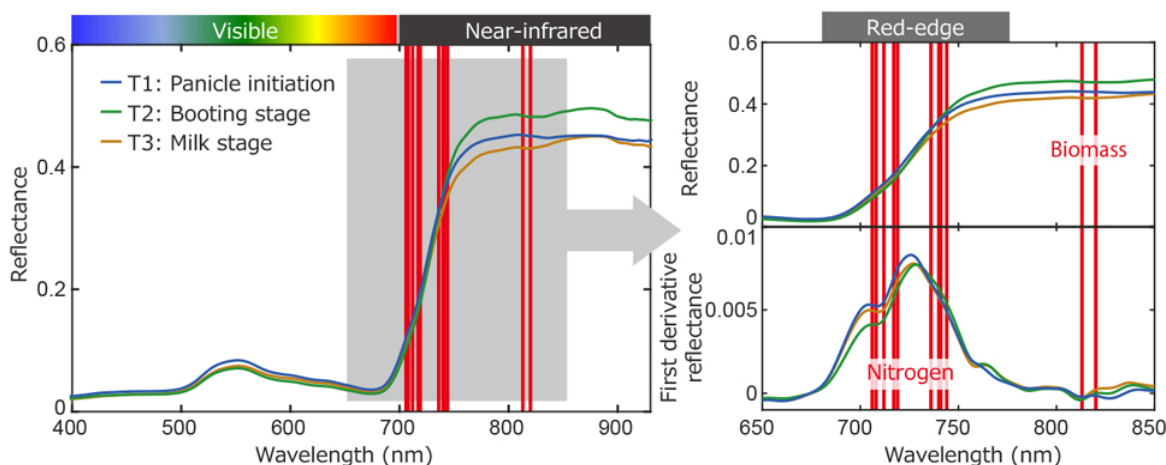 Visible
Near-infrared
0.6
T1: Panicle initiation
T2: Booting stage
T3: Milk stage
0.4
Reflectance
0.2
0
400
500
600
700
800
900
Wavelength (nm)
Red-edge
0.6
0.4
Reflectance
0.2
0
Biomass
0.01
First derivative
reflectance
0.005
Nitrogen
0
650
700
750
800
850
Wavelength (nm)